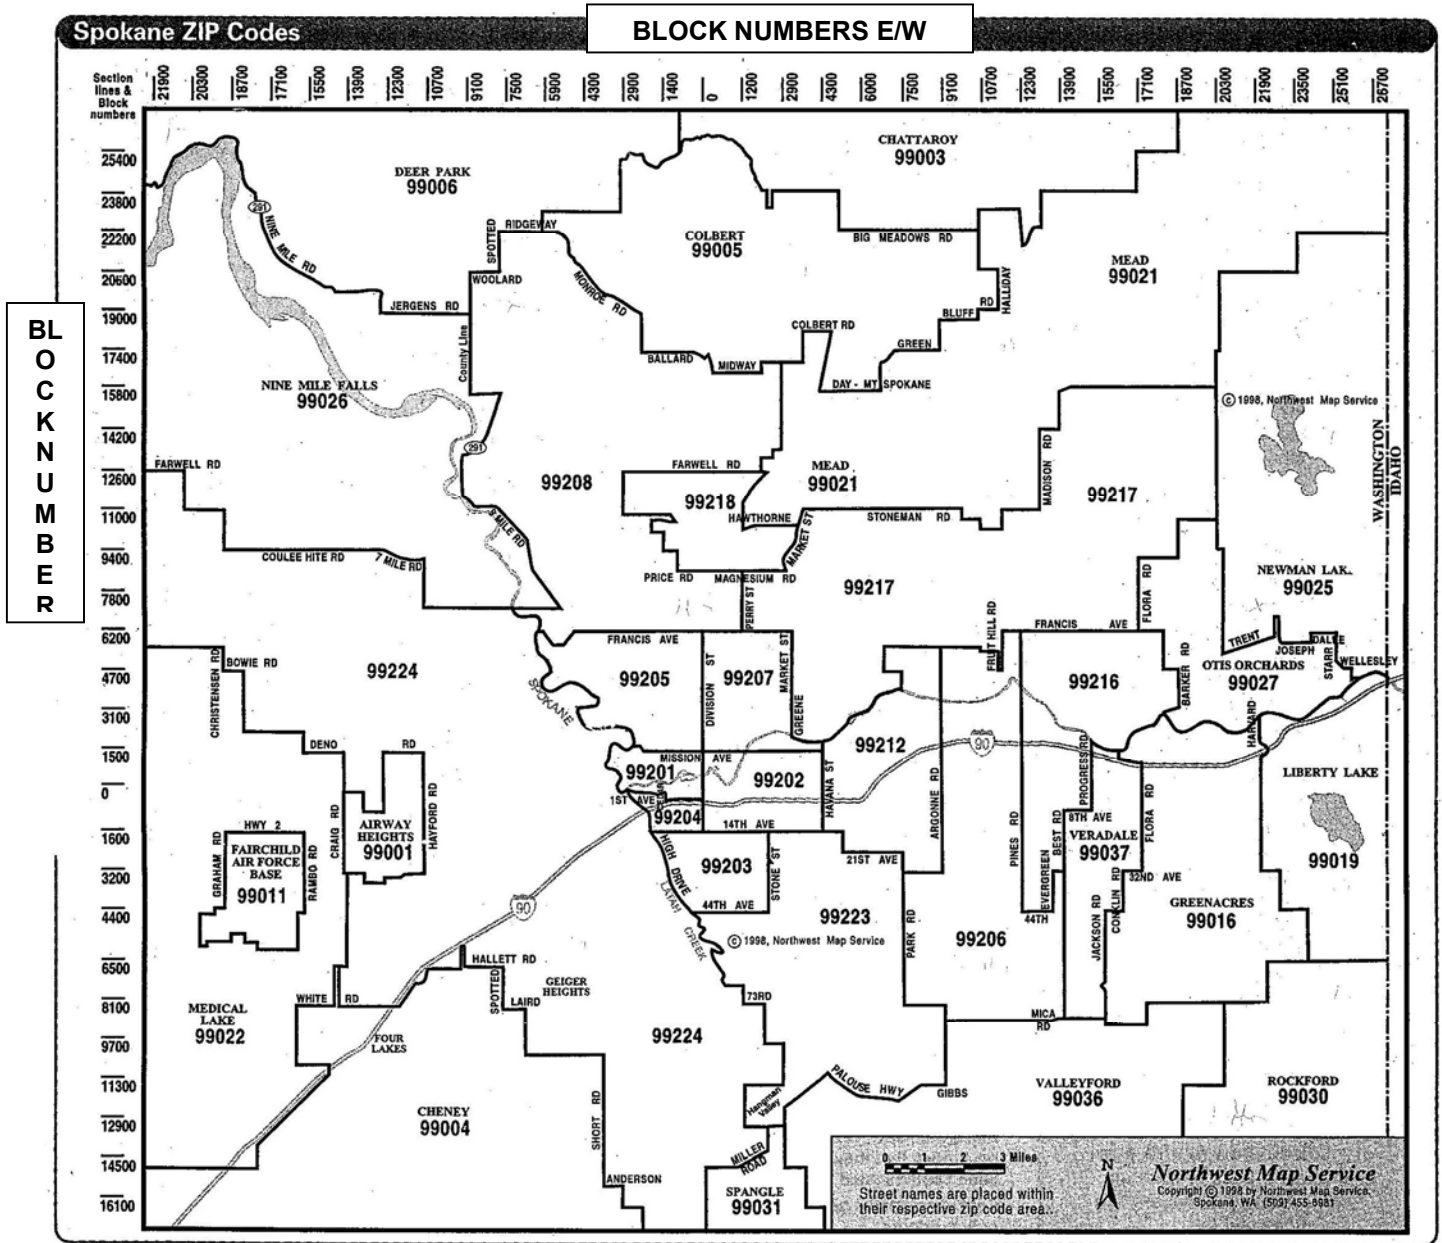 Spokane ZIP Codes
BLOCK NUMBERS E/W
Section
lines &
Block
numbers
21900 20300 18700 17100 15500 13900 12300 10700 9100 7500 5900 4300 2900 1400 0 1200 2900 4300 6000 7500 9100 10700 12300 13900 15500 17100 18700 20300 21900 23500 25100 26700
BL
O
C
K
N
U
M
B
E
R
25400
23800
22200
20600
19000
17400
15800
14200
12600
11000
9400
7800
6200
4700
3100
1500
0
1600
3200
4400
6500
8100
9700
11300
12900
14500
16100
CHATTAROY
99003
DEER PARK
99006
291
NINE MILE RD
SPOTTED
RIDGEWAY
COLBERT
99005
BIG MEADOWS RD
MEAD
99021
WOOLARD
MONROE RD
HALLIDAY
RD
JERGENS RD
BLUFF
COLBERT RD
GREEN
County Line
BALLARD
MIDWAY
DAY - MT SPOKANE
NINE MILE FALLS
99026
© 1998, Northwest Map Service
WASHINGTON
IDAHO
291
FARWELL RD
99208
FARWELL RD
99218
MEAD
99021
MADISON RD
99217
HAWTHORNE
STONEMAN RD
9 MILE RD
MARKET ST
COULEE HITE RD
7 MILE RD
PRICE RD
MAGNESIUM RD
99217
PERRY ST
FLORA RD
NEWMAN LAK.
99025
FRUIT HILL RD
FRANCIS AVE
FRANCIS AVE
TRENT
JOSEPH
DALLE
STARR
WELLESLEY
CHRISTENSEN RD
BOWIE RD
99224
99205
DIVISION ST
99207
MARKET ST
GREENE
99216
BARKER RD
OTIS ORCHARDS
99027
HARVARD
SPOKANE
DENO RD
99212
90
PROGRESS RD
MISSION AVE
99201
99202
HAVANA ST
ARGONNE RD
LIBERTY LAKE
1ST AVE
CEDAR
99204
14TH AVE
PINES RD
FLORA RD
8TH AVE
HWY 2
GRAHAM RD
FAIRCHILD
AIR FORCE
BASE
99011
RAMBO RD
CRAIG RD
AIRWAY
HEIGHTS
99001
HAYFORD RD
HIGH DRIVE
99203
STONE ST
21ST AVE
EVERGREEN
BEST RD
VERADALE
99037
99019
32ND AVE
90
LATAH
CREEK
44TH AVE
99223
PARK RD
44TH
99206
JACKSON RD
CONKLIN RD
GREENACRES
99016
© 1998, Northwest Map Service
HALLETT RD
SPOTTED
LAIRD
GEIGER
HEIGHTS
WHITE RD
73RD
MEDICAL
LAKE
99022
FOUR
LAKES
99224
MICA
RD
PALOUSE HWY
GIBBS
VALLEYFORD
99036
ROCKFORD
99030
CHENEY
99004
SHORT RD
Hangman
Valley
MILLER
ROAD
ANDERSON
SPANGLE
99031
0 1 2 3 Miles
Street names are placed within
their respective zip code area..
N
Northwest Map Service
Copyright © 1998 by Northwest Map Service.
Spokane, WA (509) 455-6981